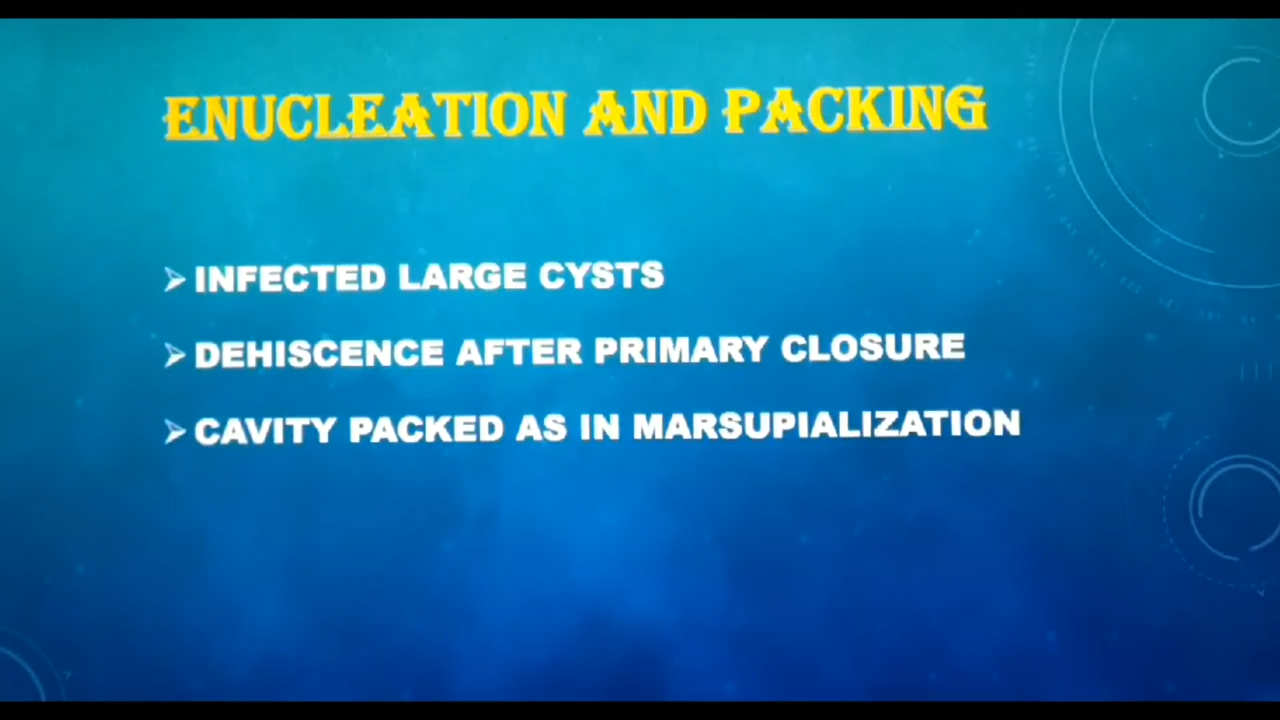 ENUCLEATION AND PACKING
INFECTED LARGE CYSTS
DEHISCENCE AFTER PRIMARY CLOSURE
CAVITY PACKED AS IN MARSUPIALIZATION